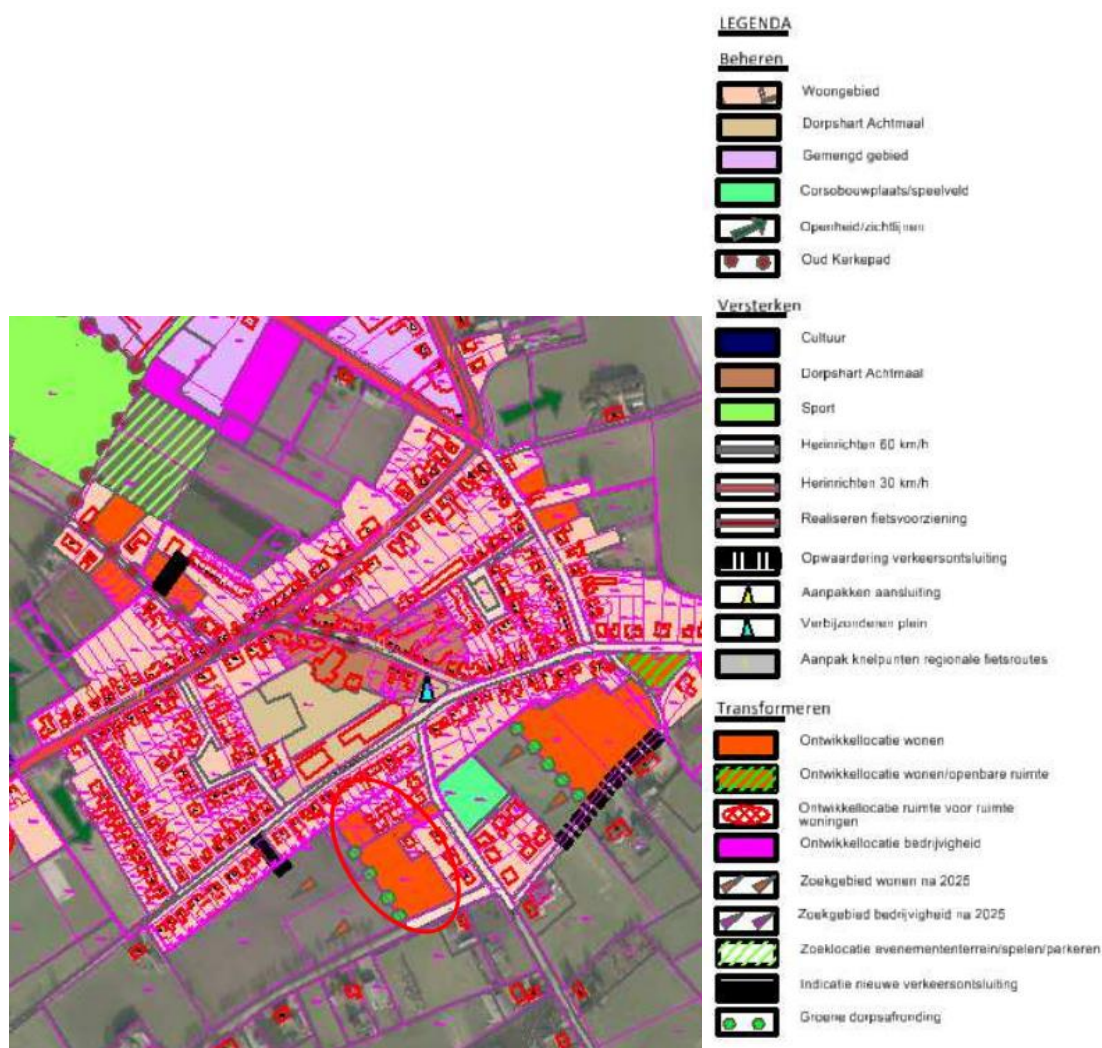 LEGENDA
Beheren
Woongebied
Dorpshart Achtmaal
Gemengd gebied
Corsobouwplaats/speelveld
Openheid/zichtlijnen
Oud Kerkepad
Versterken
Cultuur
Dorpshart Achtmaal
Sport
Herinrichten 60 km/h
Herinrichten 30 km/h
Realiseren fietsvoorziening
Opwaardering verkeersontsluiting
Aanpakken aansluiting
Verbijzonderen plein
Aanpak knelpunten regionale fietsroutes
Transformeren
Ontwikkellocatie wonen
Ontwikkellocatie wonen/openbare ruimte
Ontwikkellocatie ruimte voor ruimte
woningen
Ontwikkellocatie bedrijvigheid
Zoekgebied wonen na 2025
Zoekgebied bedrijvigheid na 2025
Zoeklocatie evenemententerrein/spelen/parkeren
Indicatie nieuwe verkeersontsluiting
Groene dorpsafronding